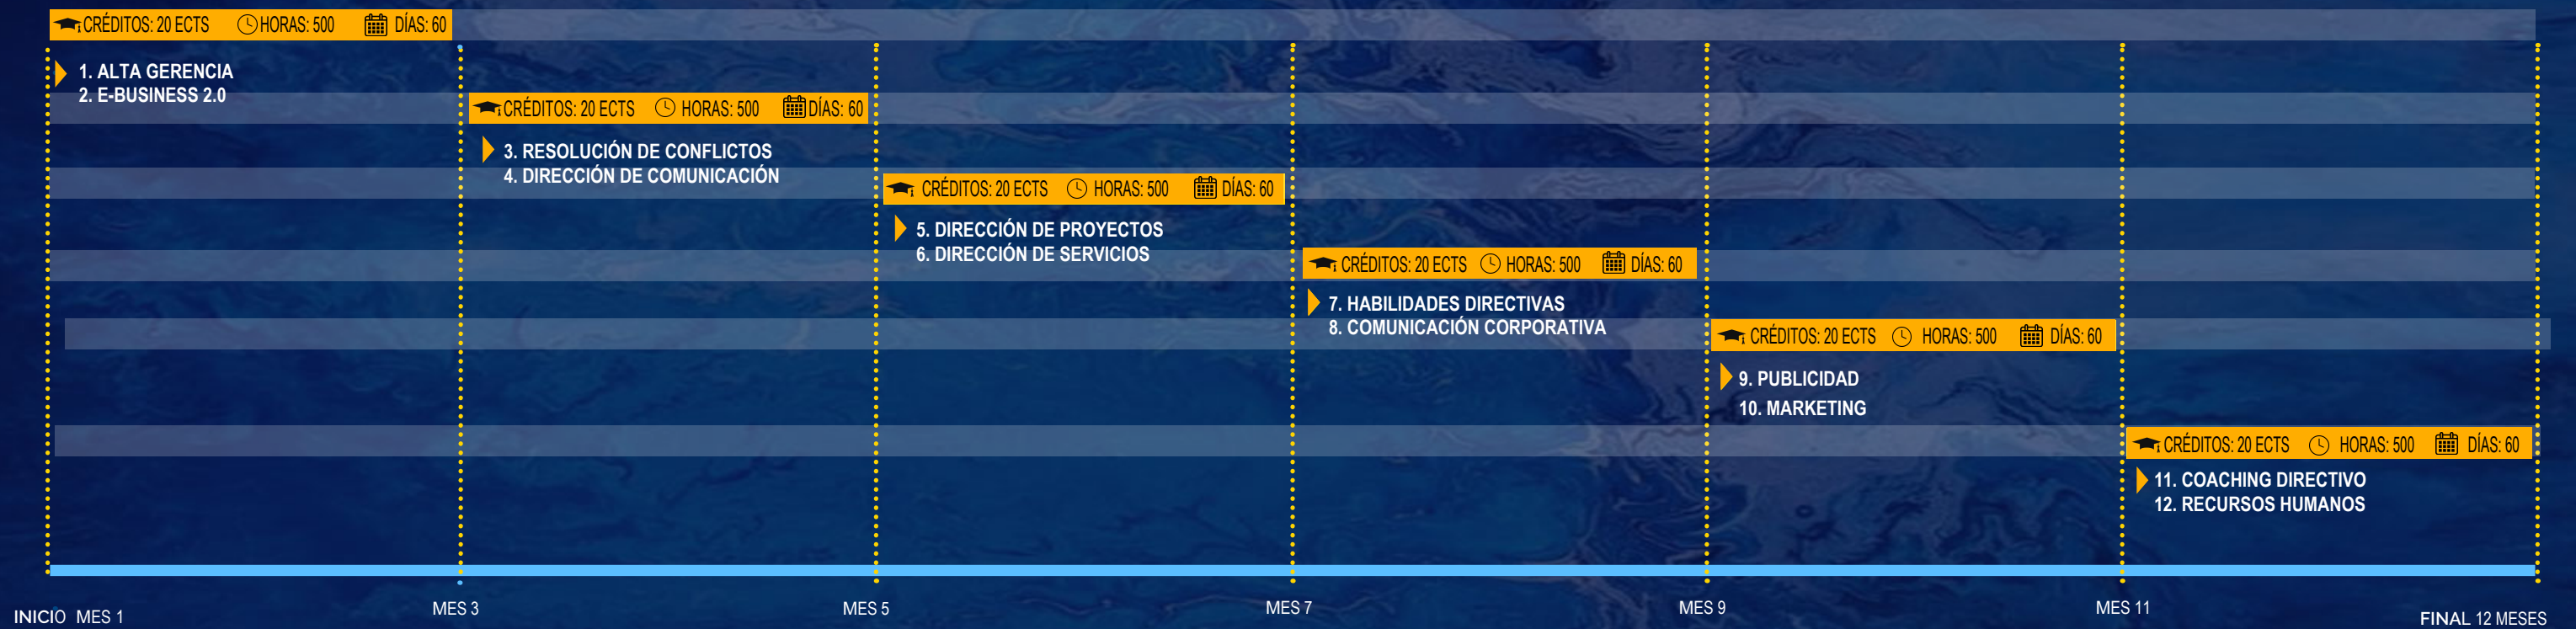 CRÉDITOS: 20 ECTS HORAS: 500 DÍAS: 60
1. ALTA GERENCIA
2. E-BUSINESS 2.0
CRÉDITOS: 20 ECTS HORAS: 500 DÍAS: 60
3. RESOLUCIÓN DE CONFLICTOS
4. DIRECCIÓN DE COMUNICACIÓN
CRÉDITOS: 20 ECTS HORAS: 500 DÍAS: 60
5. DIRECCIÓN DE PROYECTOS
6. DIRECCIÓN DE SERVICIOS
CRÉDITOS: 20 ECTS HORAS: 500 DÍAS: 60
7. HABILIDADES DIRECTIVAS
8. COMUNICACIÓN CORPORATIVA
CRÉDITOS: 20 ECTS HORAS: 500 DÍAS: 60
9. PUBLICIDAD
10. MARKETING
CRÉDITOS: 20 ECTS HORAS: 500 DÍAS: 60
11. COACHING DIRECTIVO
12. RECURSOS HUMANOS
INICIO MES 1
MES 3
MES 5
MES 7
MES 9
MES 11
FINAL 12 MESES